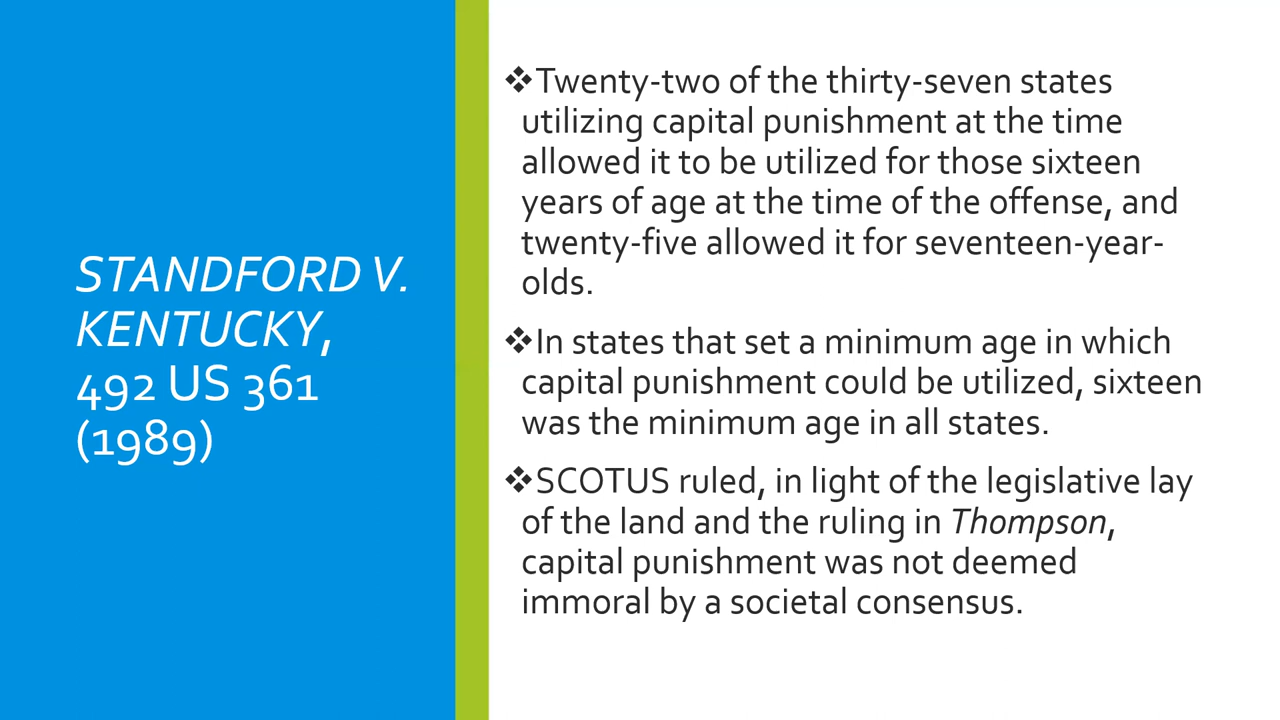 STANDFORD V.
KENTUCKY,
492 US 361
(1989)
❖Twenty-two of the thirty-seven states
utilizing capital punishment at the time
allowed it to be utilized for those sixteen
years of age at the time of the offense, and
twenty-five allowed it for seventeen-year-
olds.
❖In states that set a minimum age in which
capital punishment could be utilized, sixteen
was the minimum age in all states.
❖SCOTUS ruled, in light of the legislative lay
of the land and the ruling in Thompson,
capital punishment was not deemed
immoral by a societal consensus.